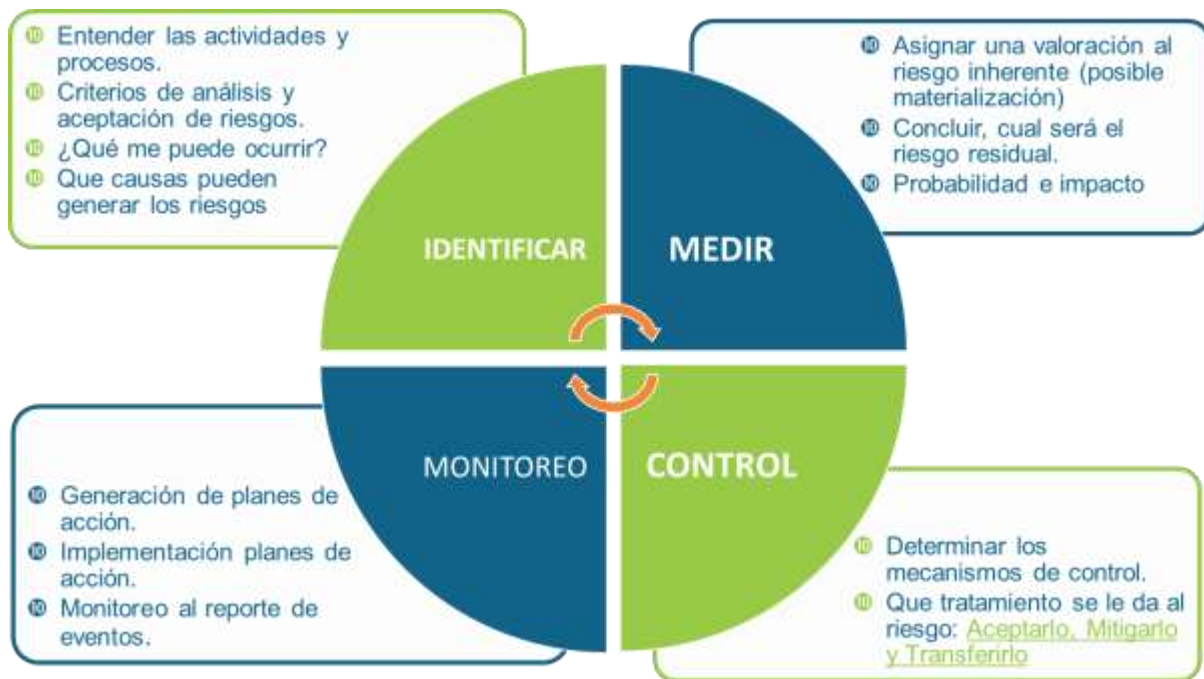 Entender las actividades y
procesos.
Criterios de análisis y
aceptación de riesgos.
¿Qué me puede ocurrir?
Que causas pueden
generar los riesgos
IDENTIFICAR
Asignar una valoración al
riesgo inherente (posible
materialización)
Concluir, cual será el
riesgo residual.
Probabilidad e impacto
MEDIR
MONITOREO
Generación de planes de
acción.
Implementación planes de
acción.
Monitoreo al reporte de
eventos.
CONTROL
Determinar los
mecanismos de control.
Que tratamiento se le da al
riesgo: Aceptarlo, Mitigarlo
y Transferirlo